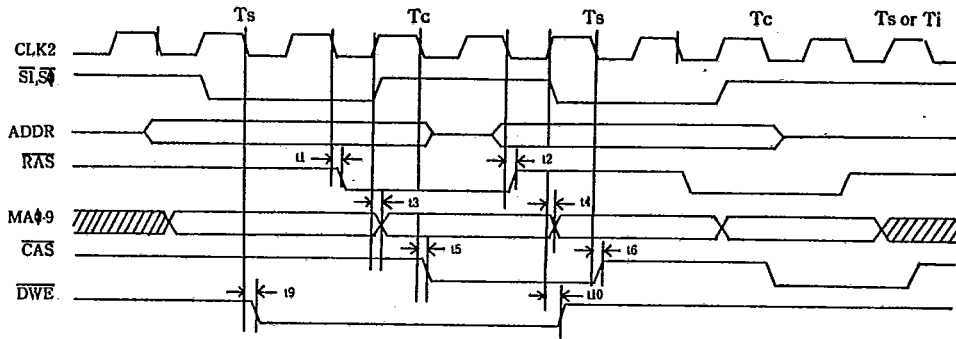 Ts Tc Ts Tc Ts or Ti
CLK2
S1,S0
ADDR
t1 t2
RAS
t3 t4
MA0-9
t5 t6
CAS
t9 t10
DWE